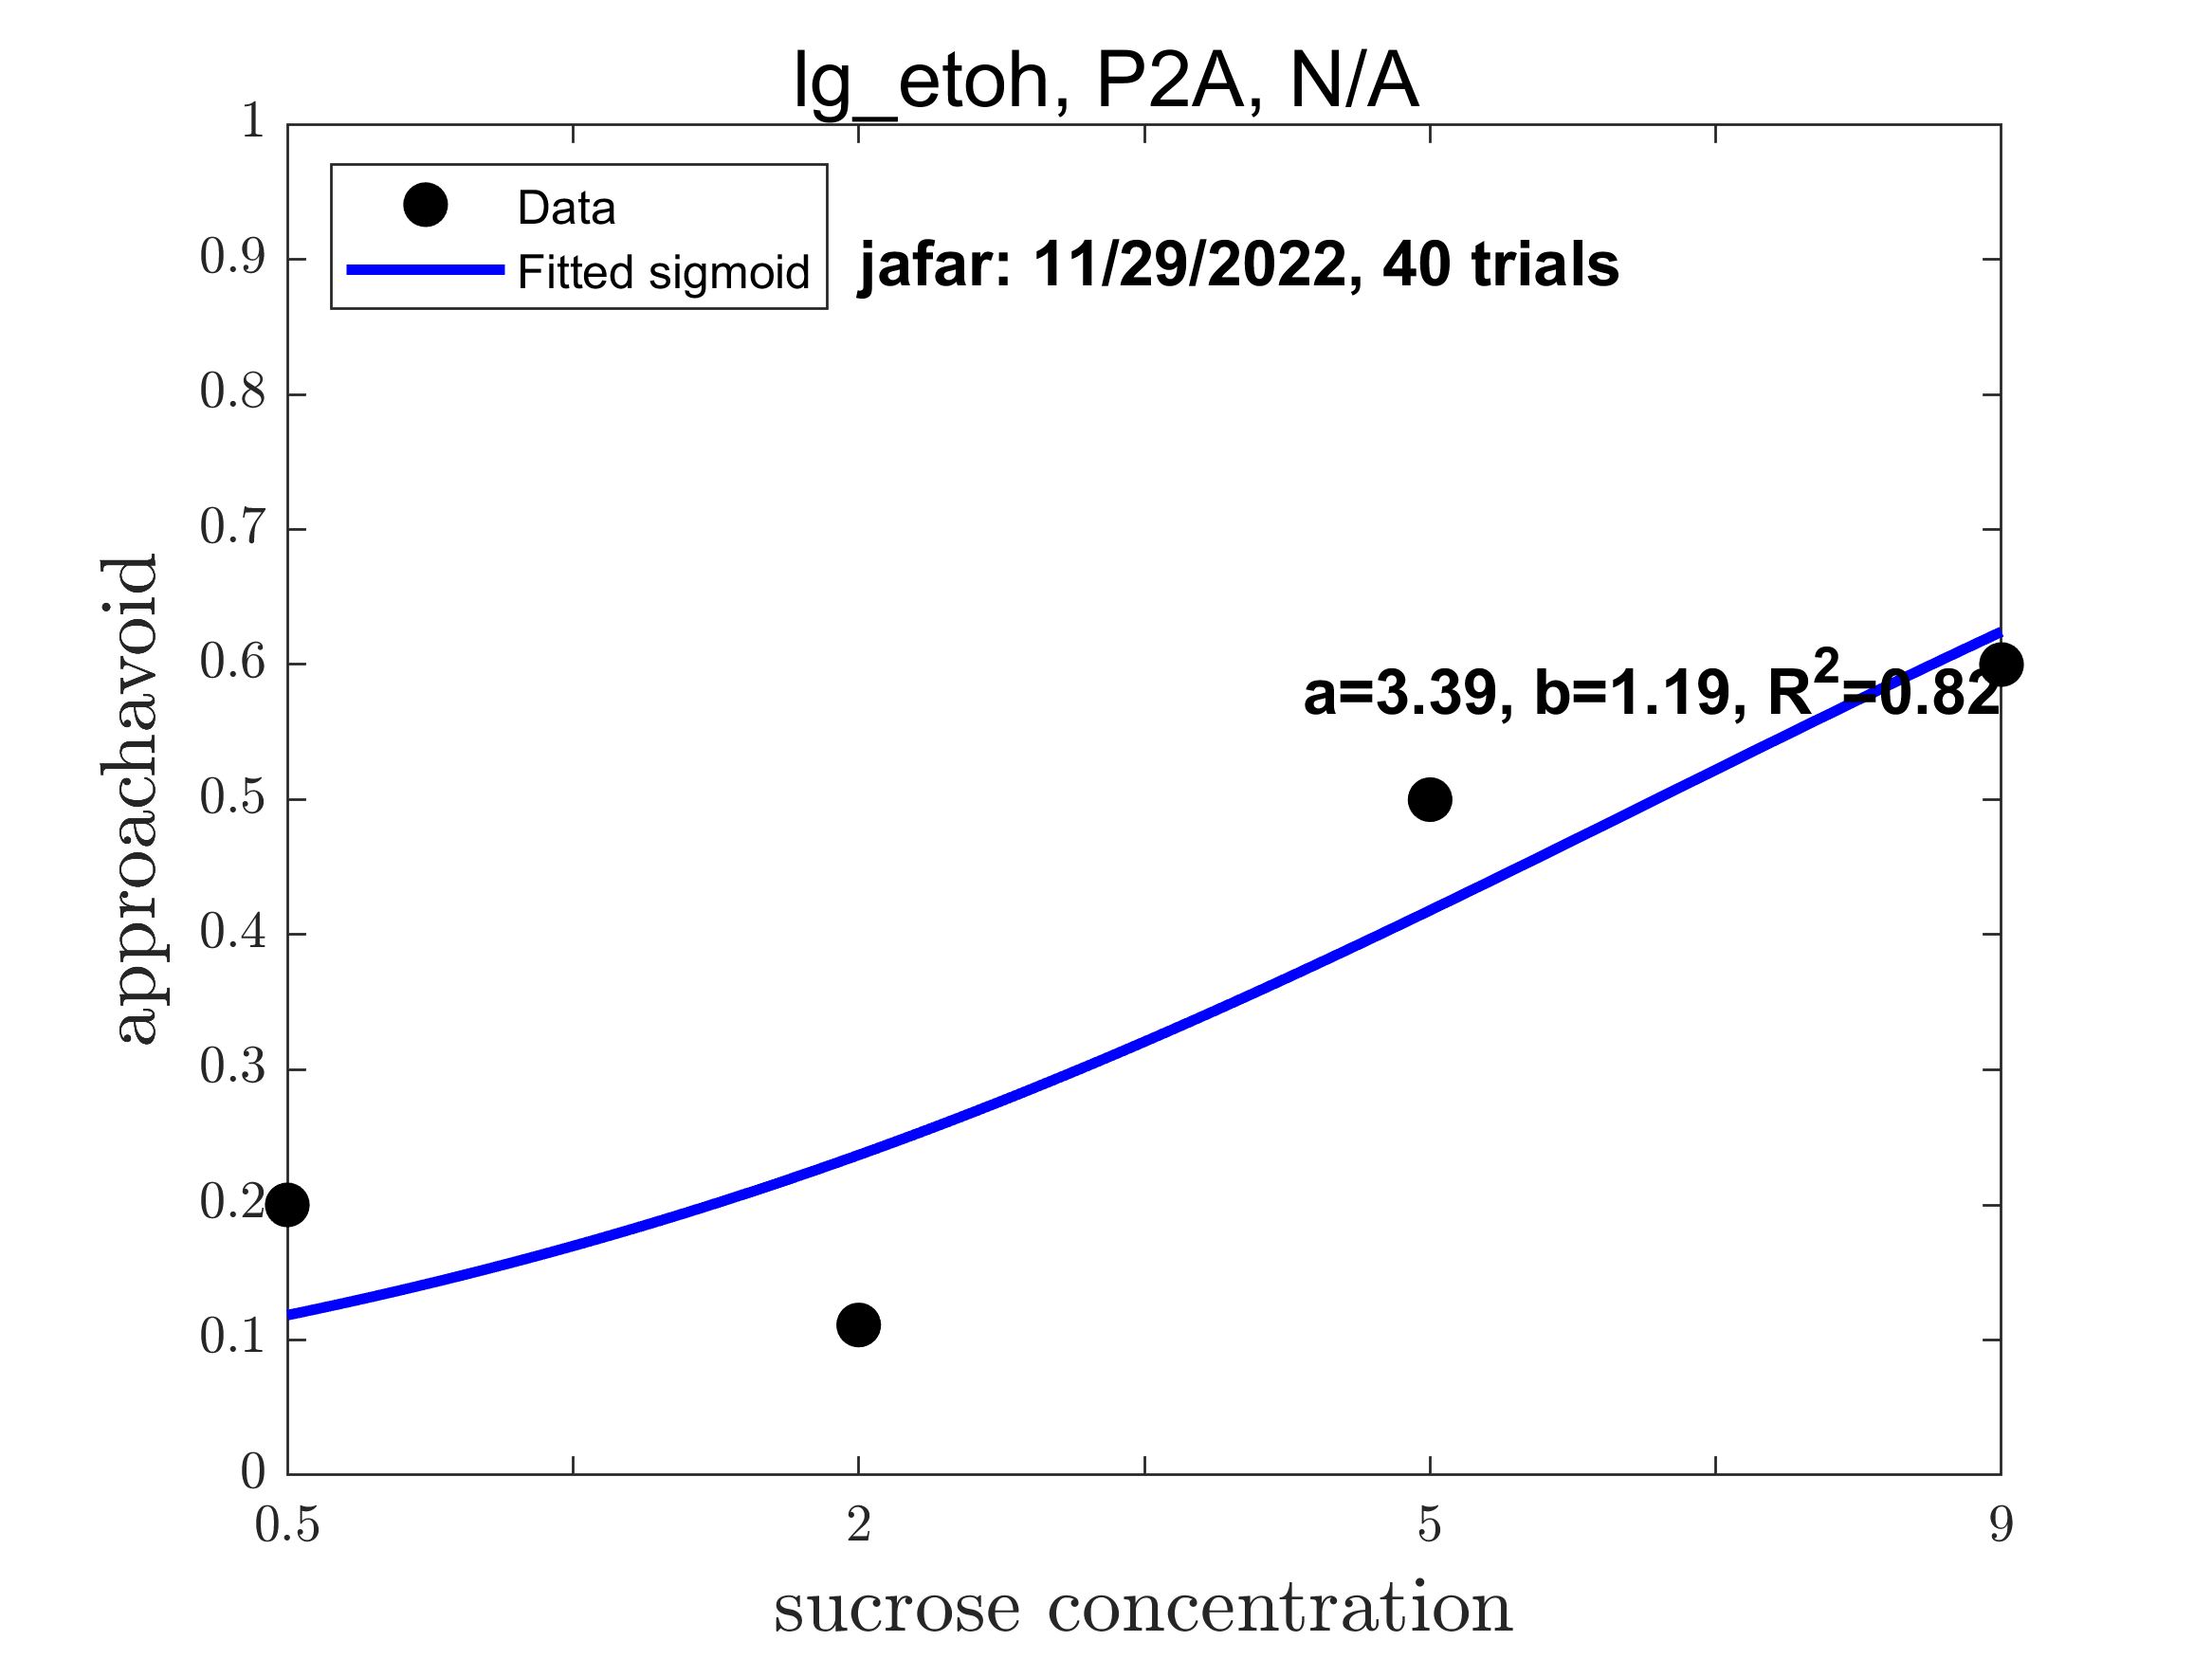 lg_etoh, P2A, N/A
1
Data
Fitted sigmoid
jafar: 11/29/2022, 40 trials
0.9
0.8
0.7
0.6
a=3.39, b=1.19, R²=0.82
0.5
0.4
0.3
0.2
0.1
0
approachavoid
0.5 2 5 9
sucrose concentration